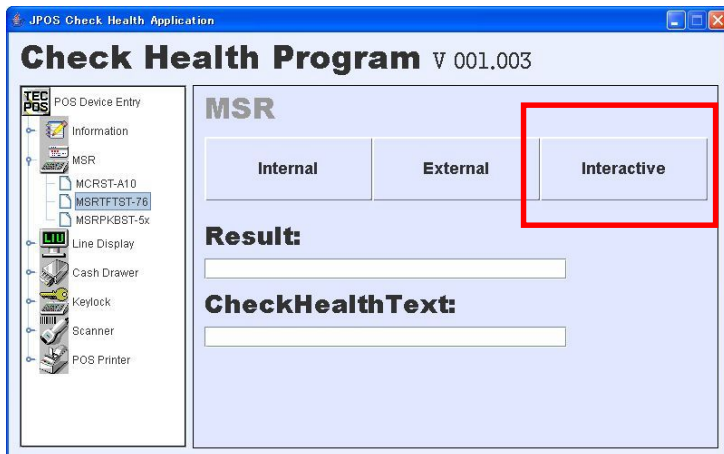 JPOS Check Health Application
Check Health Program V 001.003
TEC
POS
POS Device Entry
Information
MSR
MCRST-A10
MSRTFTST-76
MSRPKBST-5x
LIU
Line Display
Cash Drawer
Keylock
Scanner
POS Printer
MSR
Internal External Interactive
Result:
CheckHealthText: